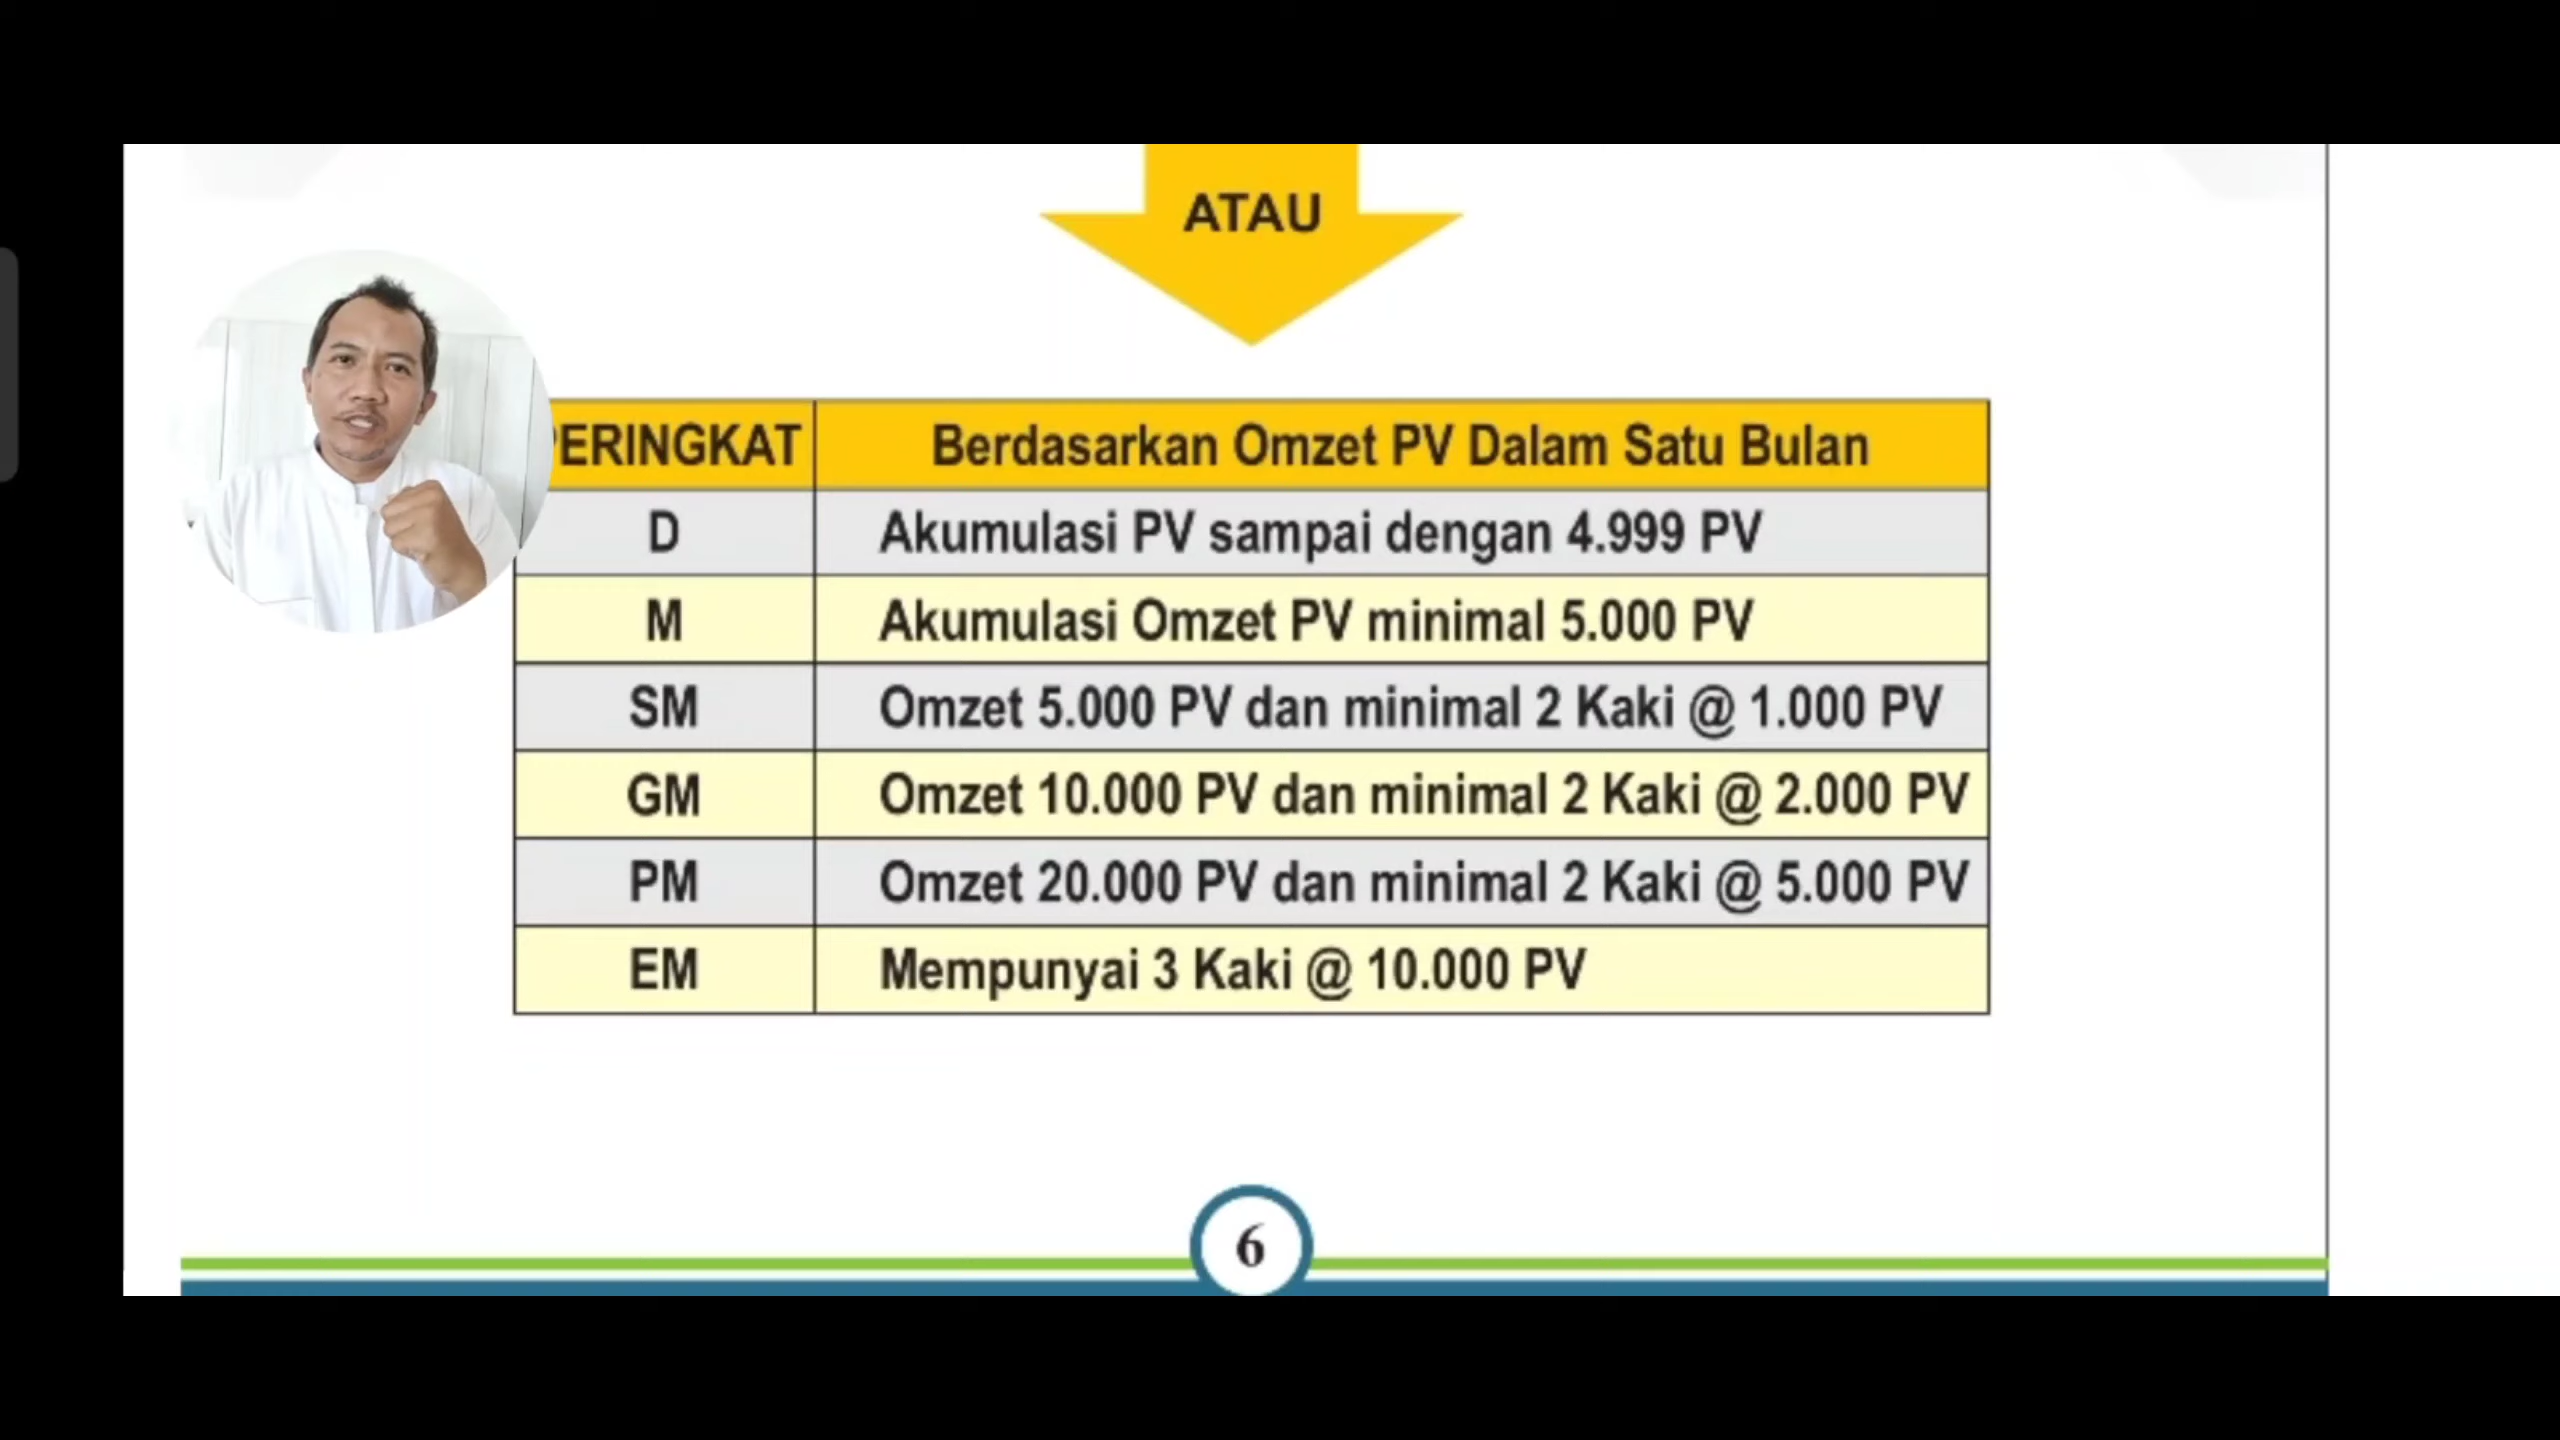 ATAU
ERINGKAT Berdasarkan Omzet PV Dalam Satu Bulan
D Akumulasi PV sampai dengan 4.999 PV
M Akumulasi Omzet PV minimal 5.000 PV
SM Omzet 5.000 PV dan minimal 2 Kaki @ 1.000 PV
GM Omzet 10.000 PV dan minimal 2 Kaki @ 2.000 PV
PM Omzet 20.000 PV dan minimal 2 Kaki @ 5.000 PV
EM Mempunyai 3 Kaki @ 10.000 PV
6